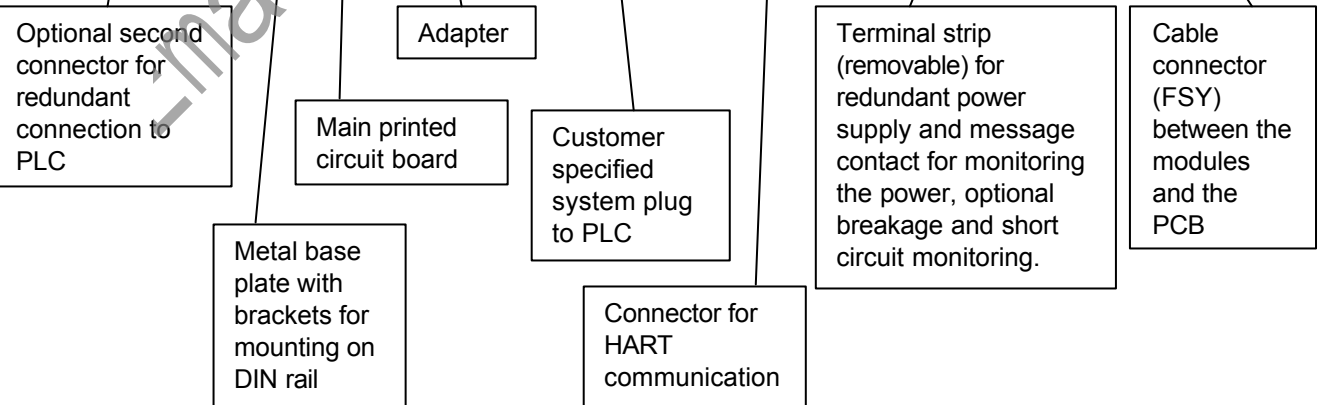 Optional second
connector for
redundant
connection to
PLC
Adapter
Main printed
circuit board
Metal base
plate with
brackets for
mounting on
DIN rail
Customer
specified
system plug
to PLC
Connector for
HART
communication
Terminal strip
(removable) for
redundant power
supply and message
contact for monitoring
the power, optional
breakage and short
circuit monitoring.
Cable
connector
(FSY)
between the
modules
and the
PCB